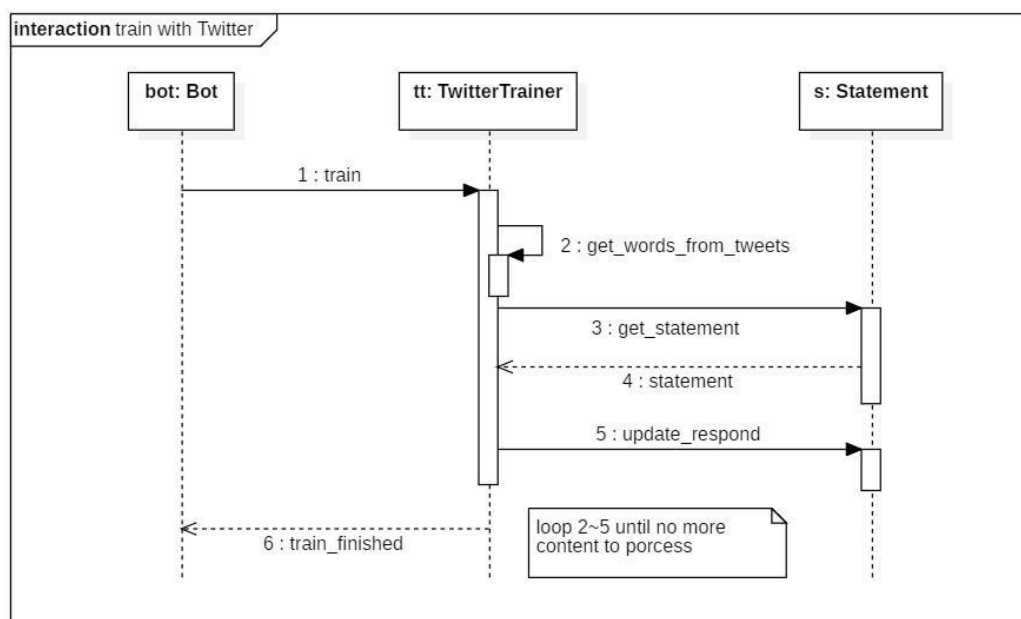 interaction train with Twitter
bot: Bot
tt: TwitterTrainer
s: Statement
1 : train
2 : get_words_from_tweets
3 : get_statement
4 : statement
5 : update_respond
6 : train_finished
loop 2~5 until no more
content to porcess